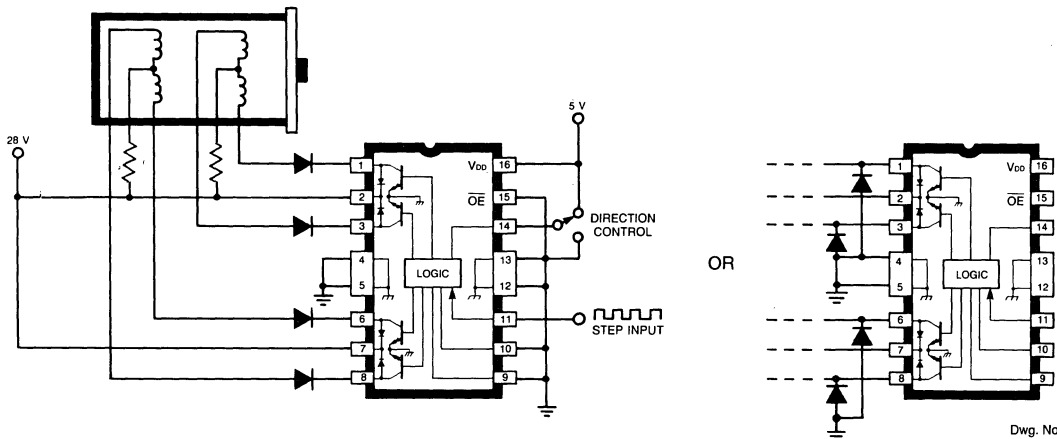 28 V
5 V
1
2
3
4
5
6
7
8
16
15
14
13
12
11
10
9
VDD
OE
LOGIC
DIRECTION
CONTROL
STEP INPUT
OR
1
2
3
4
5
6
7
8
16
15
14
13
12
11
10
9
VDD
OE
LOGIC
Dwg. No